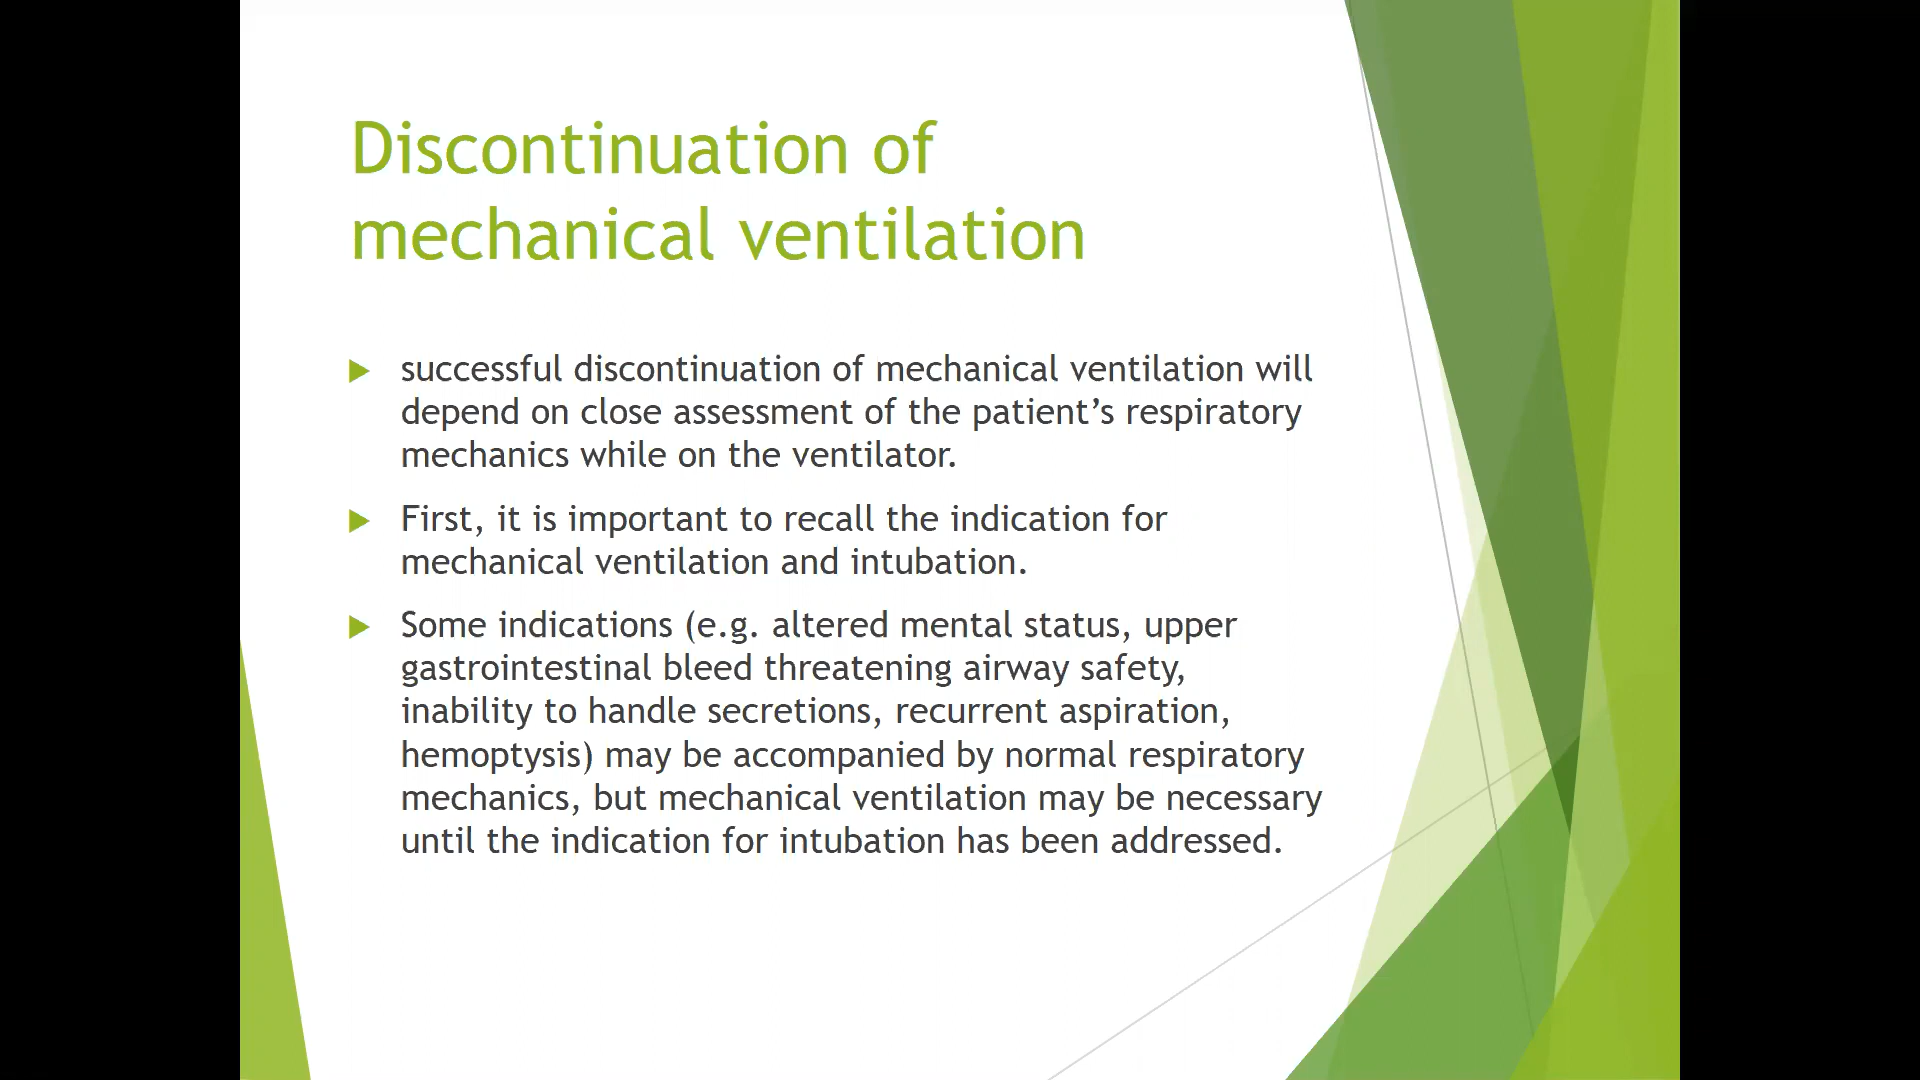 Discontinuation of
mechanical ventilation
successful discontinuation of mechanical ventilation will
depend on close assessment of the patient’s respiratory
mechanics while on the ventilator.
First, it is important to recall the indication for
mechanical ventilation and intubation.
Some indications (e.g. altered mental status, upper
gastrointestinal bleed threatening airway safety,
inability to handle secretions, recurrent aspiration,
hemoptysis) may be accompanied by normal respiratory
mechanics, but mechanical ventilation may be necessary
until the indication for intubation has been addressed.